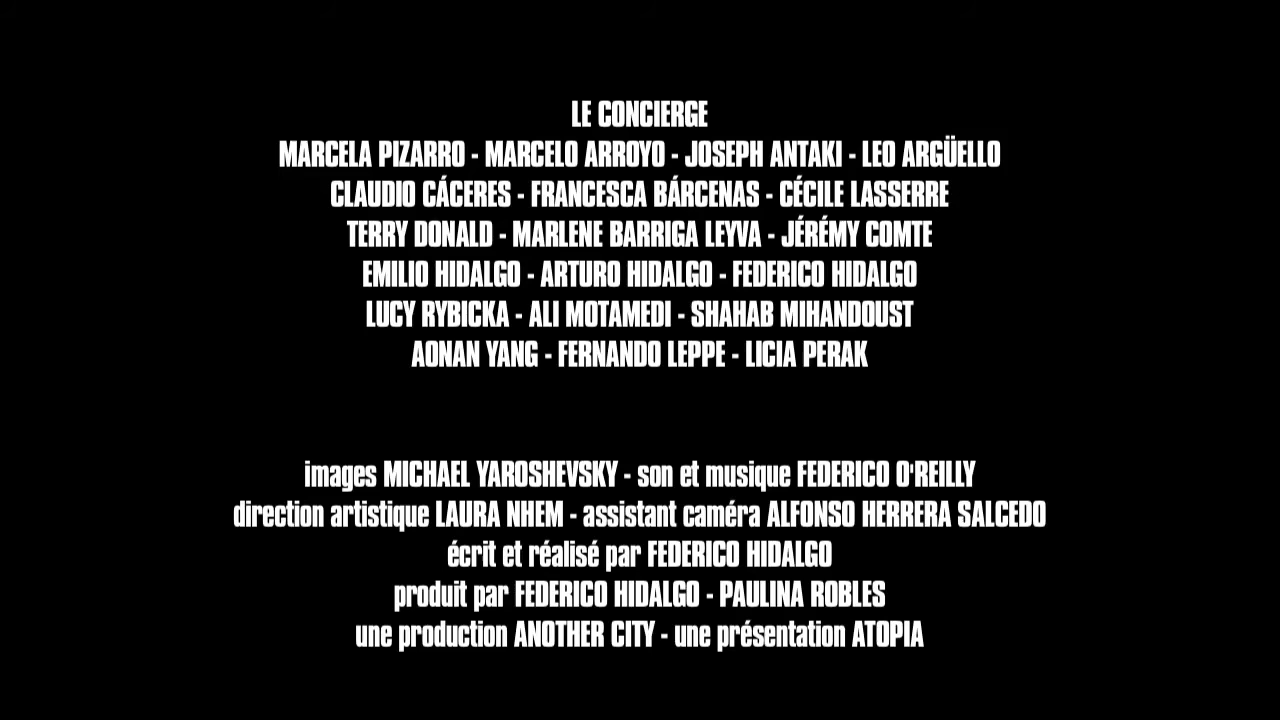 LE CONCIERGE
MARCELA PIZARRO - MARCELO ARROYO - JOSEPH ANTAKI - LEO ARGÜELLO
CLAUDIO CÁCERES - FRANCESCA BÁRCENAS - CÉCILE LASSERRE
TERRY DONALD - MARLENE BARRIGA LEYVA - JÉRÉMY COMTE
EMILIO HIDALGO - ARTURO HIDALGO - FEDERICO HIDALGO
LUCY RYBICKA - ALI MOTAMEDI - SHAHAB MIHANDOUST
AONAN YANG - FERNANDO LEPPE - LICIA PERAK
images MICHAEL YAROSHEVSKY - son et musique FEDERICO O'REILLY
direction artistique LAURA NHEM - assistant caméra ALFONSO HERRERA SALCEDO
écrit et réalisé par FEDERICO HIDALGO
produit par FEDERICO HIDALGO - PAULINA ROBLES
une production ANOTHER CITY - une présentation ATOPIA